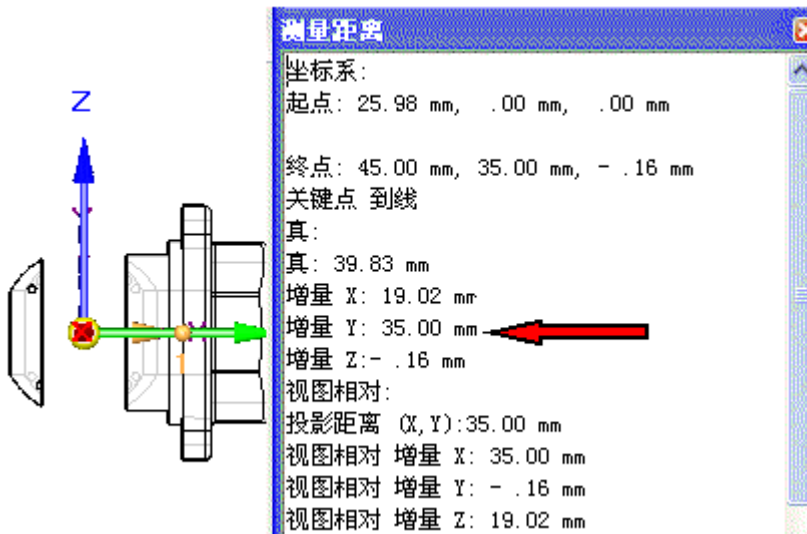 测量距离
坐标系:
起点: 25.98 mm, .00 mm, .00 mm
终点: 45.00 mm, 35.00 mm, - .16 mm
关键点 到线
真:
真: 39.83 mm
增量 X: 19.02 mm
增量 Y: 35.00 mm
增量 Z:- .16 mm
视图相对:
投影距离 (X,Y):35.00 mm
视图相对 增量 X: 35.00 mm
视图相对 增量 Y: - .16 mm
视图相对 增量 Z: 19.02 mm
Z
1